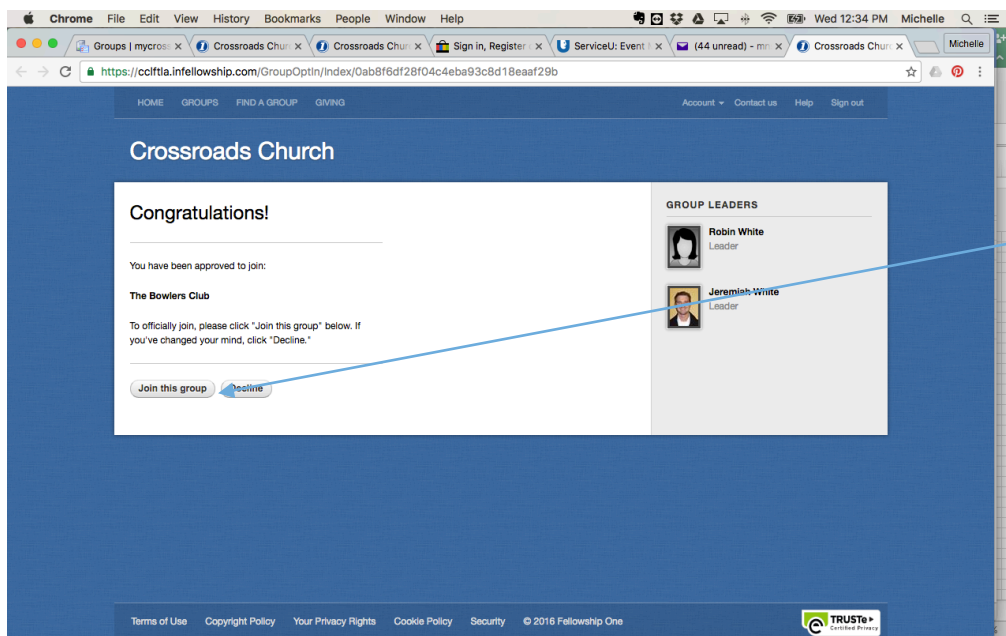 Chrome File Edit View History Bookmarks People Window Help Wed 12:34 PM Michelle
Groups | mycross Crossroads Chur Crossroads Chur Sign in, Register ServiceU: Event (44 unread) - Crossroads Churc Michelle
https://cclftla.infellowship.com/GroupOptIn/Index/0ab8f6df28f04c4eba93c8d18eaaf29b
HOME GROUPS FIND A GROUP GIVING Account Contact us Help Sign out
Crossroads Church
Congratulations!
You have been approved to join:
The Bowlers Club
To officially join, please click "Join this group" below. If
you've changed your mind, click "Decline."
Join this group Decline
GROUP LEADERS
Robin White
Leader
Jeremiah White
Leader
Terms of Use Copyright Policy Your Privacy Rights Cookie Policy Security © 2016 Fellowship One
TRUSTe
Certified Privacy